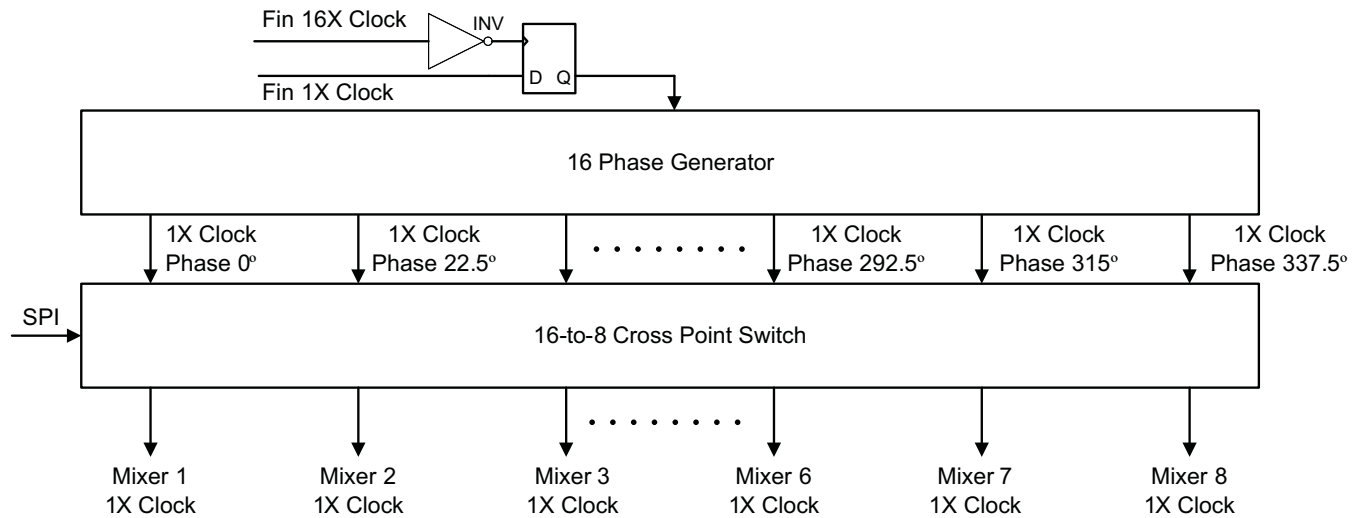 Fin 16X Clock
INV
D Q
Fin 1X Clock
16 Phase Generator
1X Clock
Phase 0º
1X Clock
Phase 22.5º
1X Clock
Phase 292.5º
1X Clock
Phase 315º
1X Clock
Phase 337.5º
SPI
16-to-8 Cross Point Switch
Mixer 1
1X Clock
Mixer 2
1X Clock
Mixer 3
1X Clock
Mixer 6
1X Clock
Mixer 7
1X Clock
Mixer 8
1X Clock